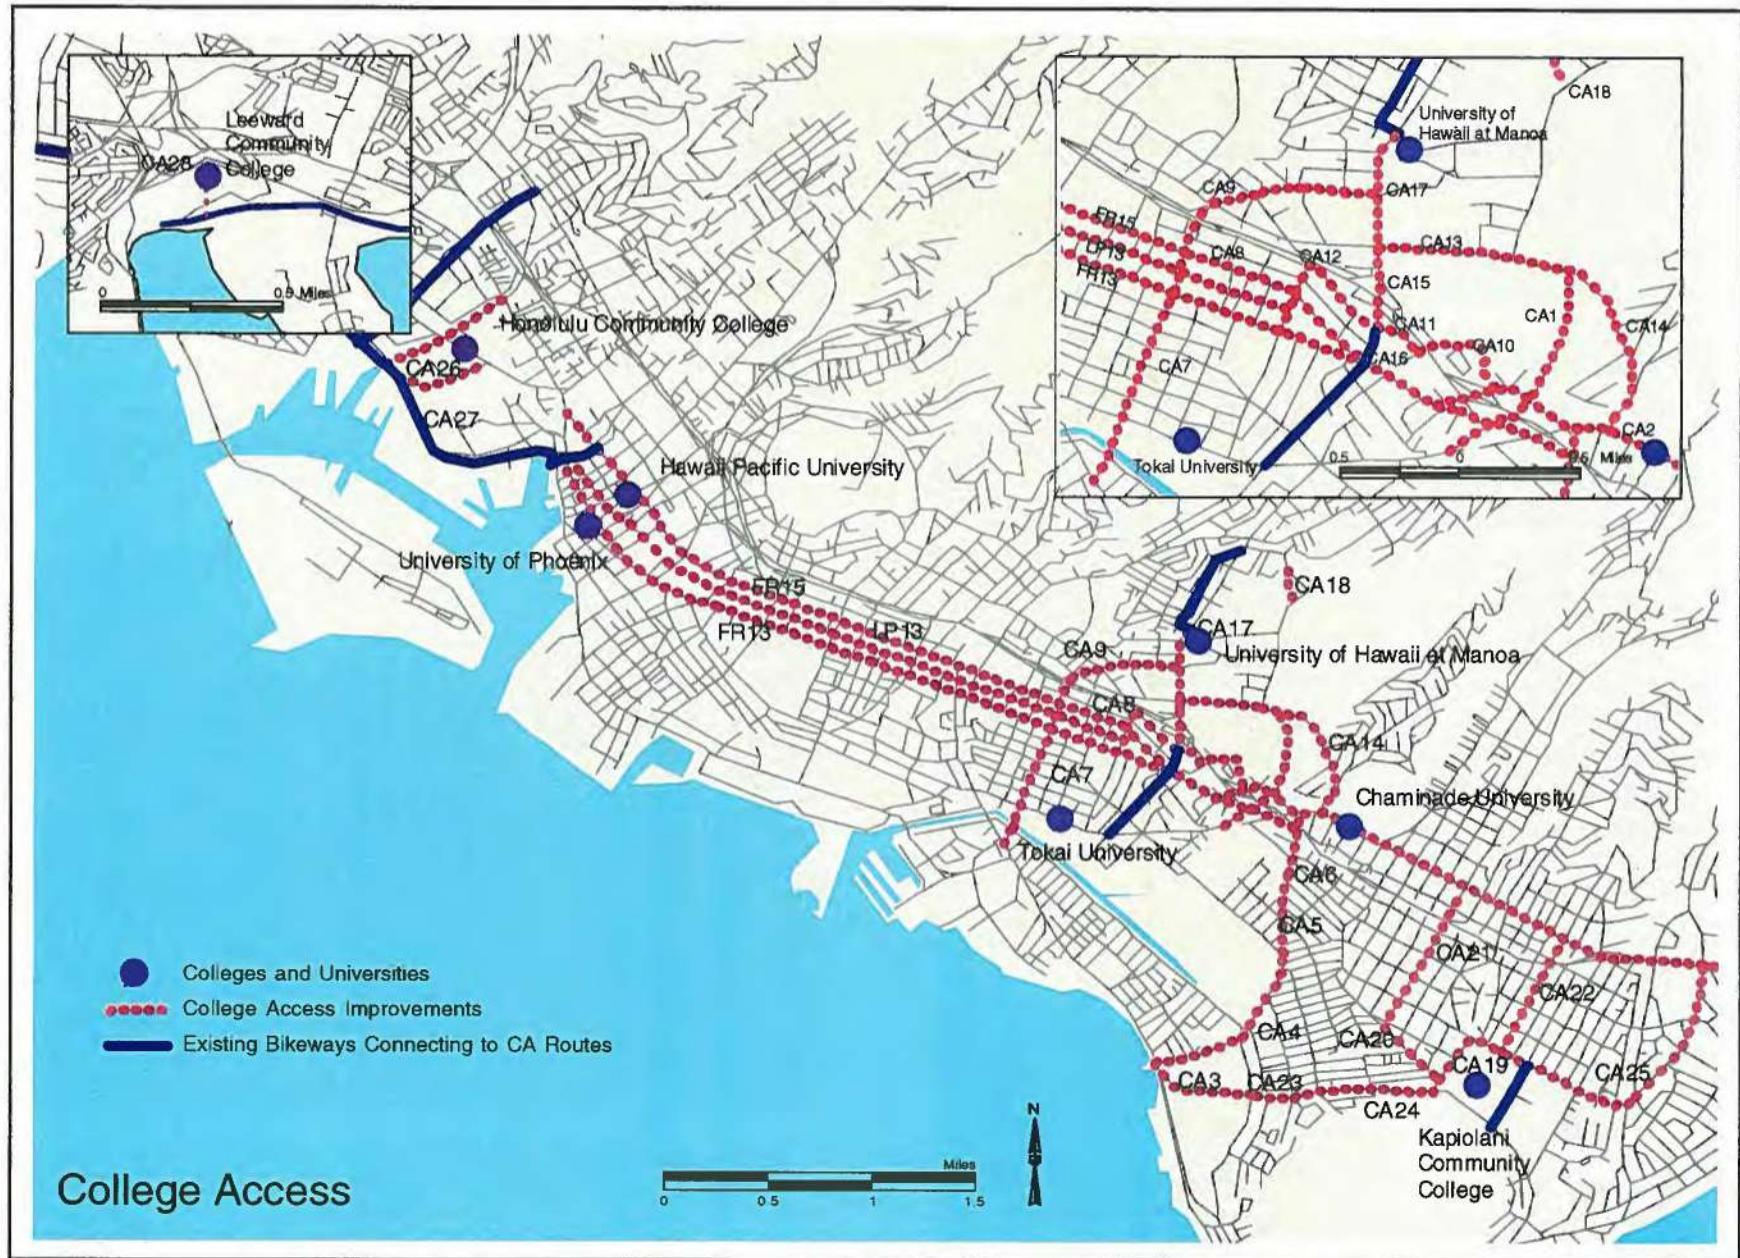 Leeward
Community
College
CA28
0
0.9 Miles
Honolulu Community College
CA26
CA27
Hawaii Pacific University
University of Phoenix
FR15
FR13
LP13
CA18
CA17
University of Hawaii at Manoa
CA9
CA8
CA14
CA7
Chaminade University
Tokai University
CA6
CA5
CA21
CA22
CA4
CA20
CA19
CA3
CA23
CA25
CA24
Kapiolani
Community
College
CA18
University of
Hawaii at Manoa
CA9
CA17
FR15
LP13
FR13
CA8
CA12
CA13
CA15
CA1
CA14
CA11
CA10
CA16
CA7
CA2
Tokai University
0.5
0
0.5 Miles
Colleges and Universities
College Access Improvements
Existing Bikeways Connecting to CA Routes
College Access
Miles
0
0.5
1
1.5
N